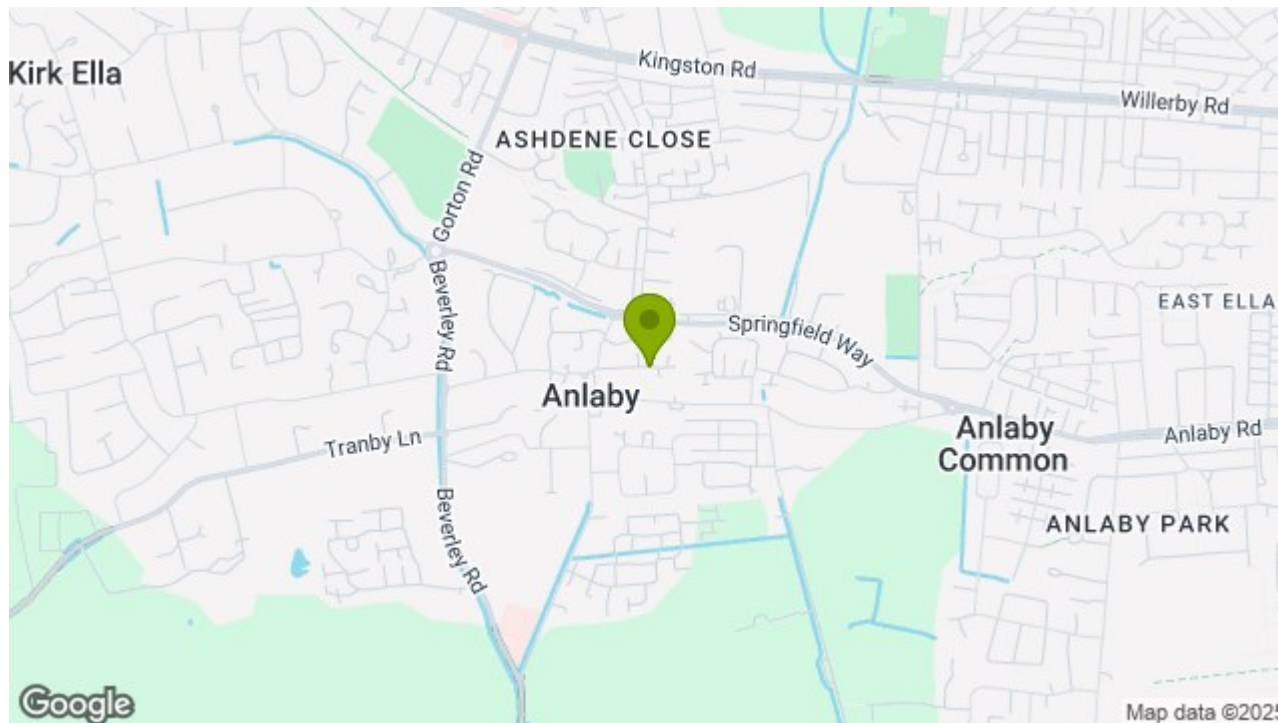 Kirk Ella
Kingston Rd
Willerby Rd
ASHDENE CLOSE
Gorton Rd
Beverley Rd
EAST ELLA
Springfield Way
Anlaby
Tranby Ln
Anlaby
Common
Anlaby Rd
Beverley Rd
ANLABY PARK
Google
Map data ©2025